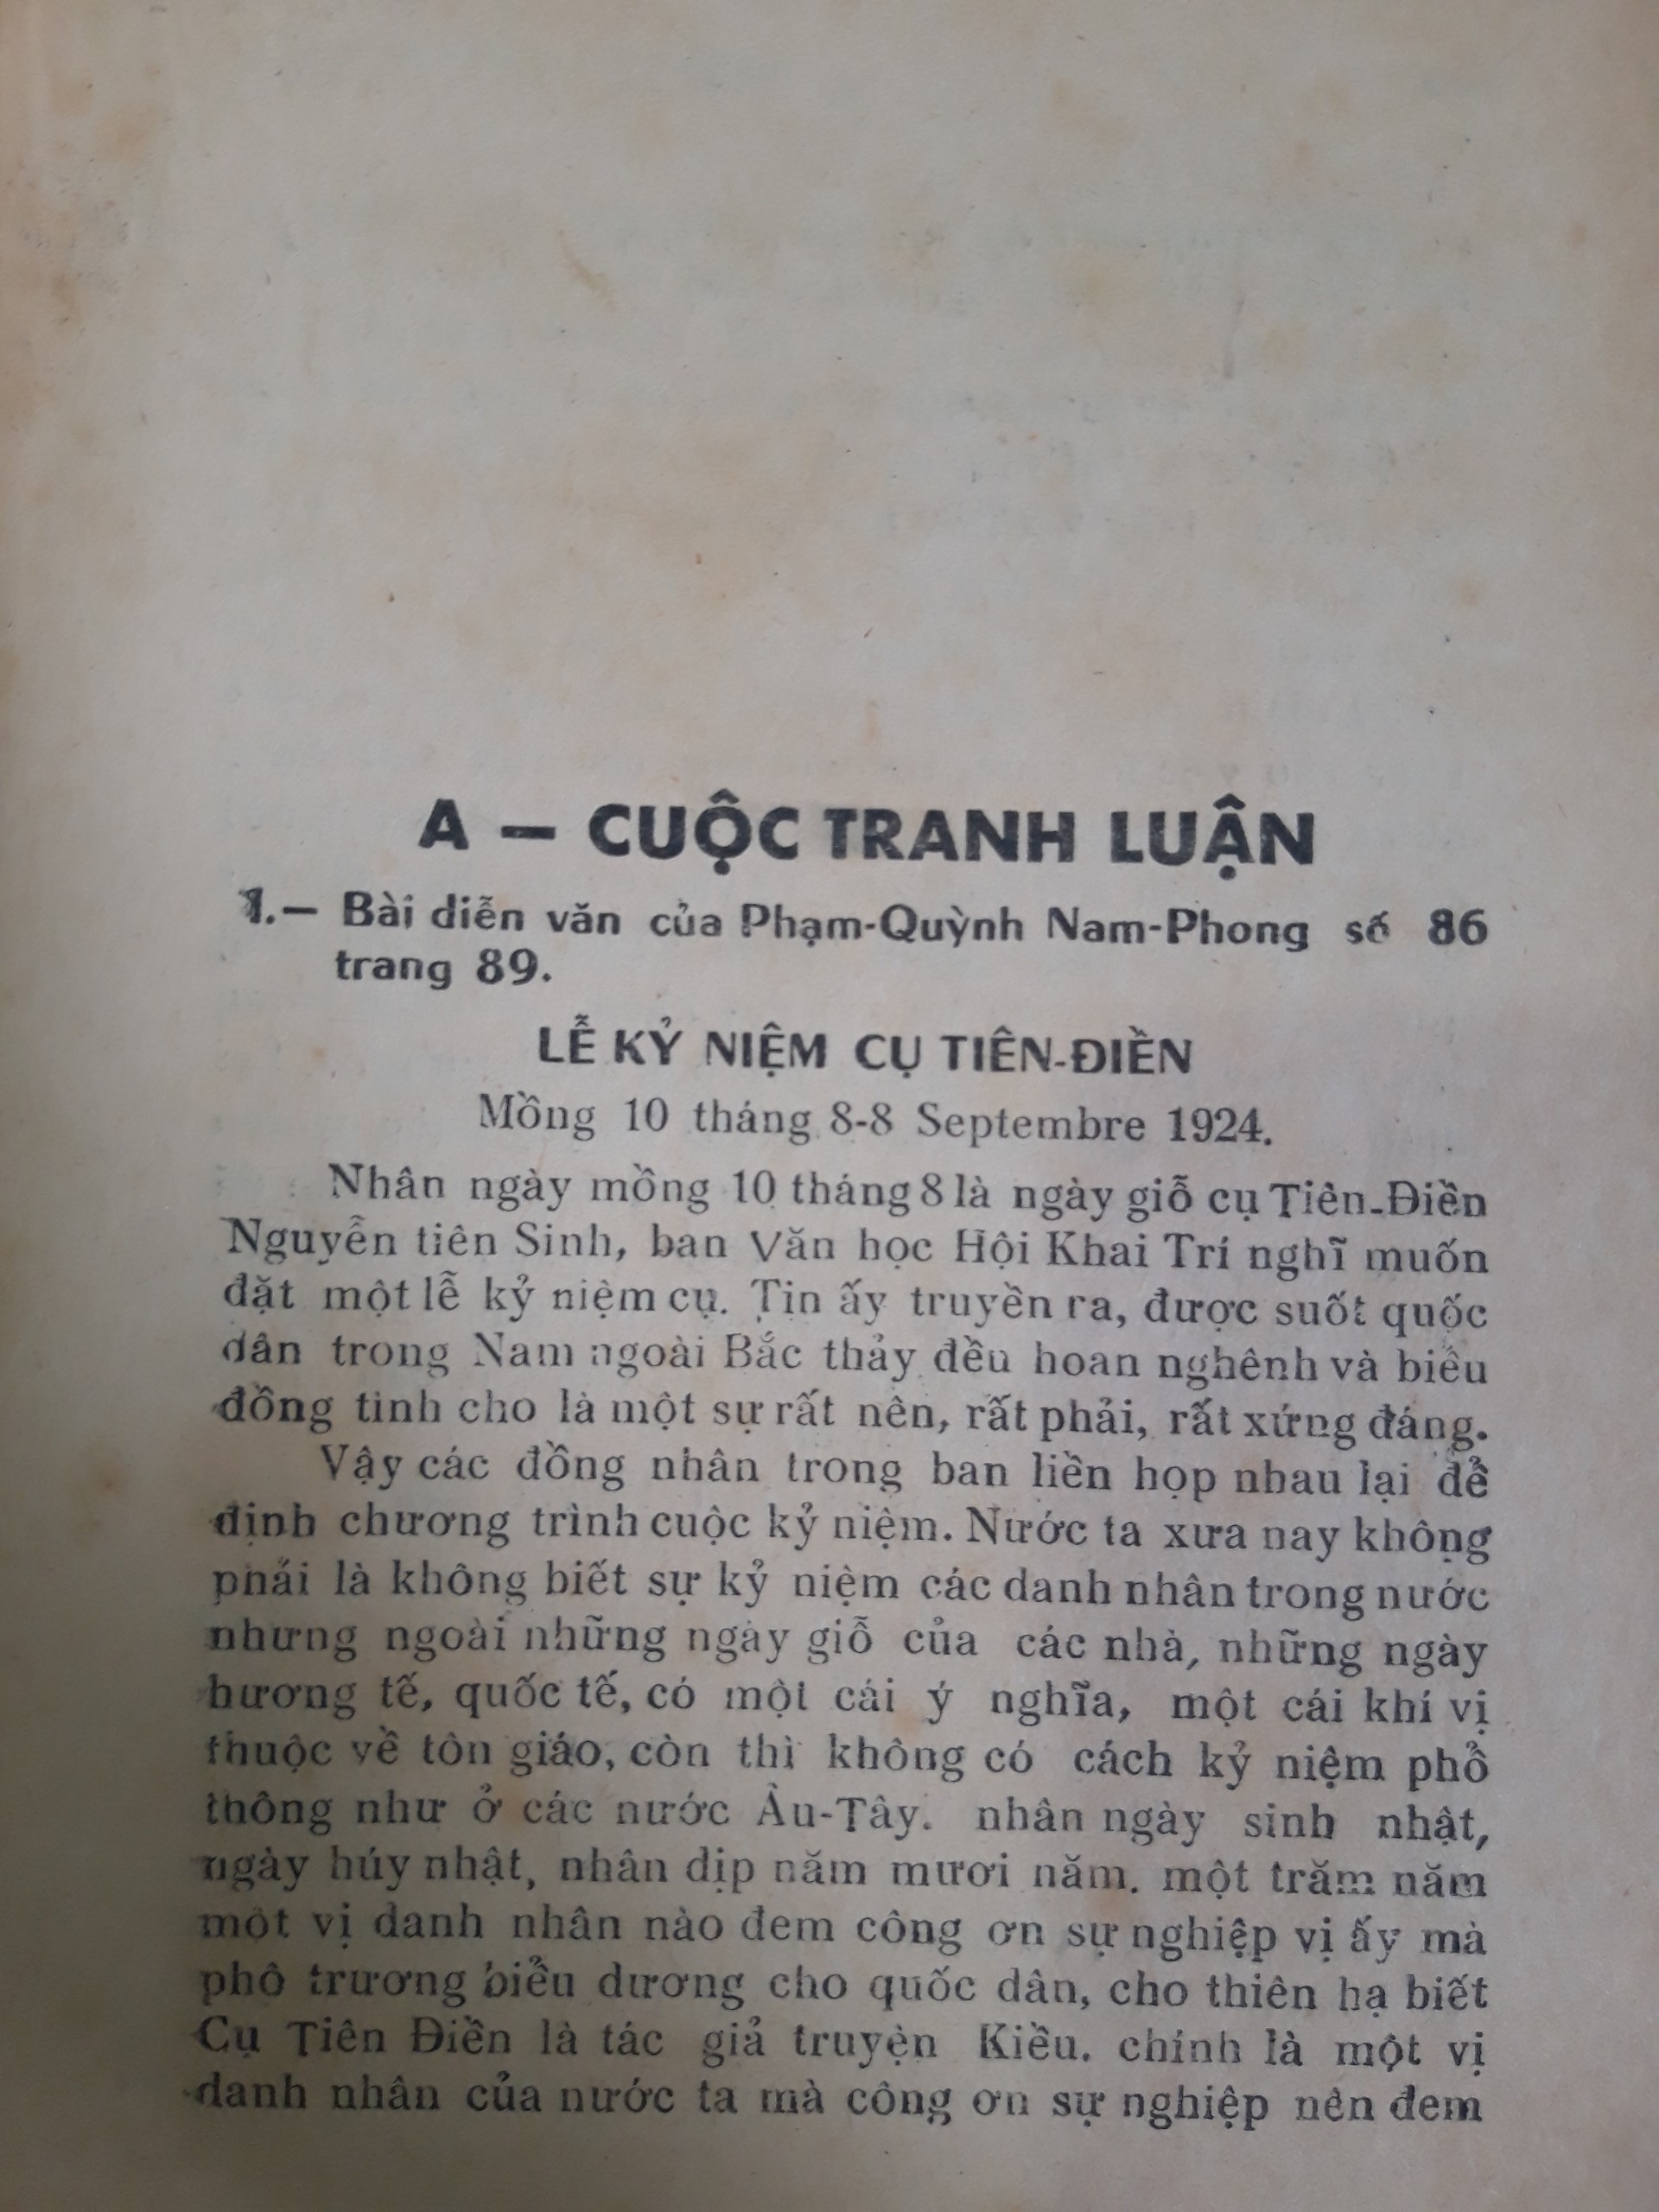 A — CUỘC TRANH LUẬN
1.— Bài diễn văn của Phạm-Quỳnh Nam-Phong số 86
trang 89.
LỄ KỶ NIỆM CỤ TIÊN-ĐIỀN
Mồng 10 tháng 8-8 Septembre 1924.
Nhân ngày mồng 10 tháng 8 là ngày giỗ cụ Tiên-Điền
Nguyễn tiên Sinh, ban Văn học Hội Khai Trí nghĩ muốn
đặt một lễ kỷ niệm cụ. Tin ấy truyền ra, được suốt quốc
dân trong Nam ngoài Bắc thảy đều hoan nghênh và biểu
đồng tình cho là một sự rất nên, rất phải, rất xứng đáng.
Vậy các đồng nhân trong ban liền họp nhau lại để
định chương trình cuộc kỷ niệm. Nước ta xưa nay không
phải là không biết sự kỷ niệm các danh nhân trong nước
nhưng ngoài những ngày giỗ của các nhà, những ngày
hương tế, quốc tế, có một cái ý nghĩa, một cái khí vị
thuộc về tôn giáo, còn thì không có cách kỷ niệm phổ
thông như ở các nước Âu-Tây. nhân ngày sinh nhật,
ngày húy nhật, nhân dịp năm mươi năm. một trăm năm
một vị danh nhân nào đem công ơn sự nghiệp vị ấy mà
phô trương biểu dương cho quốc dân, cho thiên hạ biết
Cụ Tiên Điền là tác giả truyện Kiều. chính là một vị
danh nhân của nước ta mà công ơn sự nghiệp nên đem